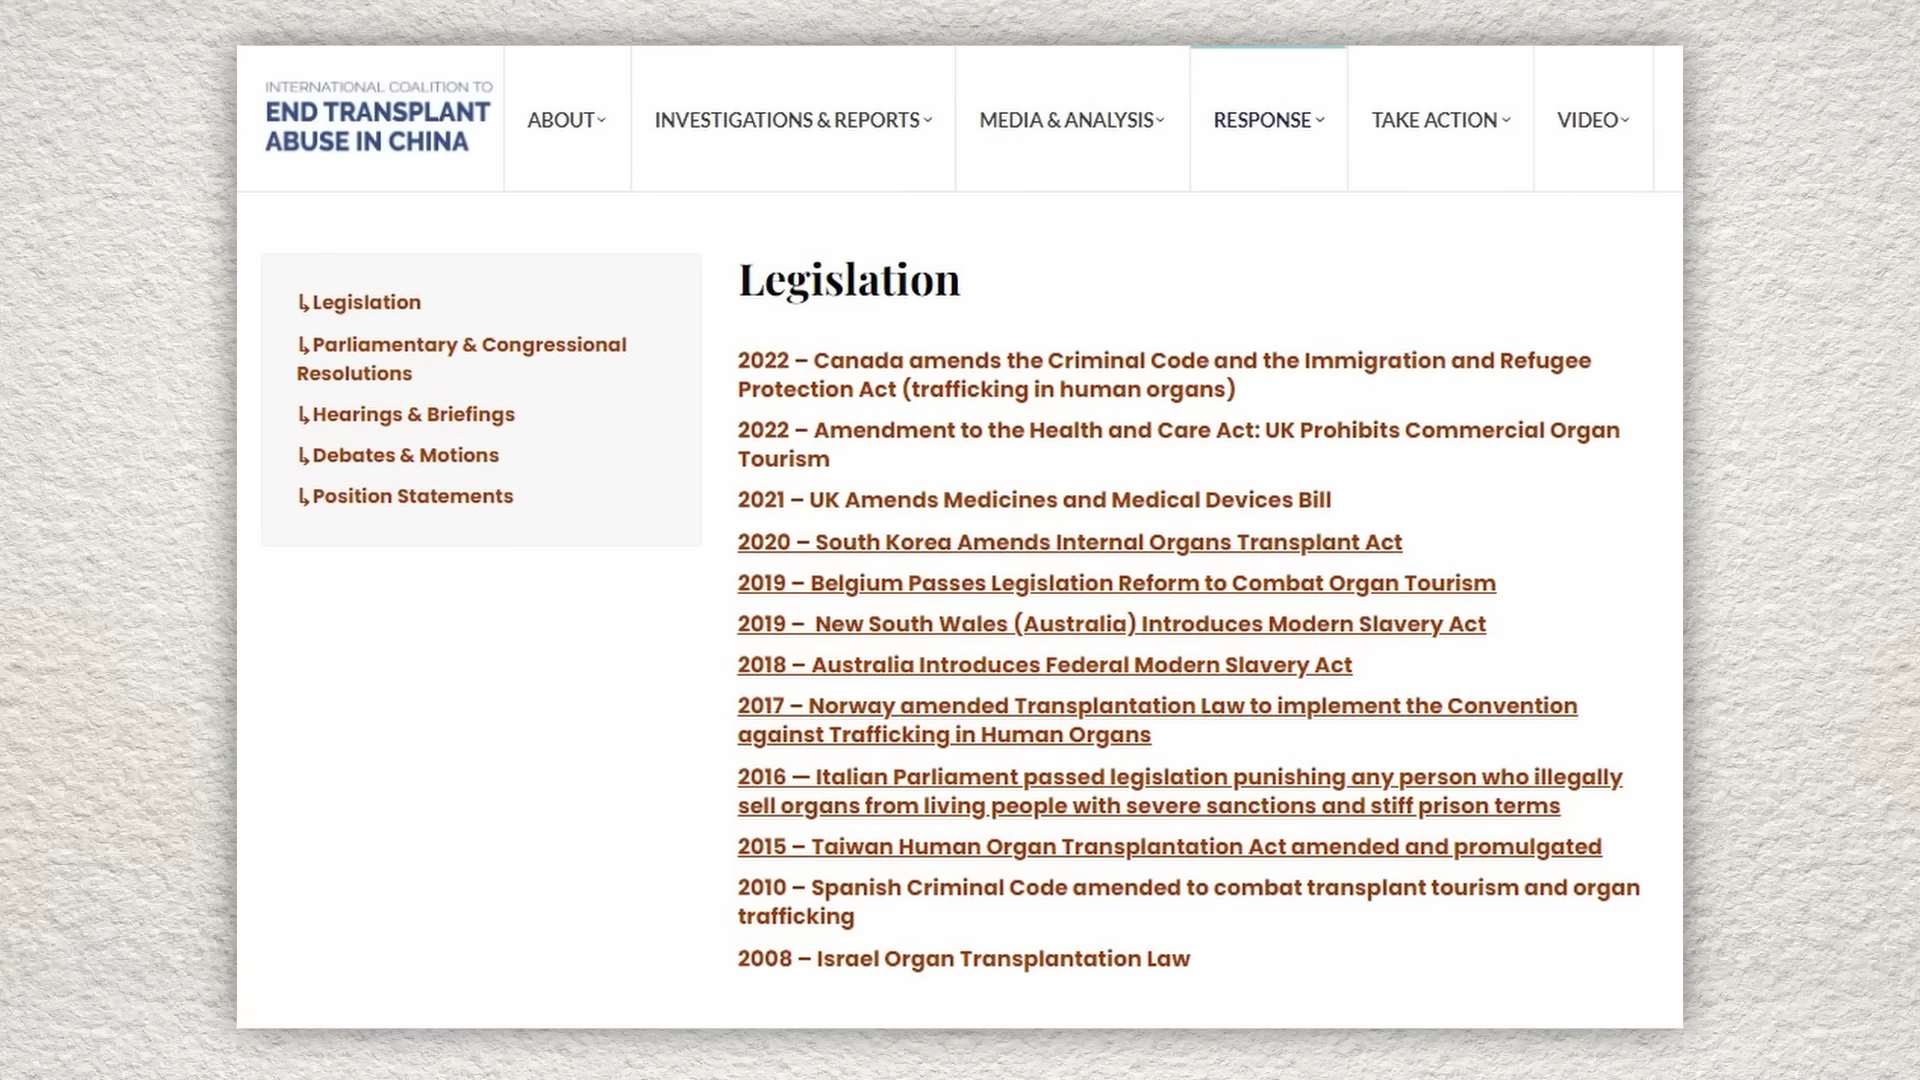 INTERNATIONAL COALITION TO
END TRANSPLANT
ABUSE IN CHINA
ABOUT
INVESTIGATIONS & REPORTS
MEDIA & ANALYSIS
RESPONSE
TAKE ACTION
VIDEO
↳Legislation
↳Parliamentary & Congressional
Resolutions
↳Hearings & Briefings
↳Debates & Motions
↳Position Statements
Legislation
2022 – Canada amends the Criminal Code and the Immigration and Refugee
Protection Act (trafficking in human organs)
2022 – Amendment to the Health and Care Act: UK Prohibits Commercial Organ
Tourism
2021 – UK Amends Medicines and Medical Devices Bill
2020 – South Korea Amends Internal Organs Transplant Act
2019 – Belgium Passes Legislation Reform to Combat Organ Tourism
2019 –  New South Wales (Australia) Introduces Modern Slavery Act
2018 – Australia Introduces Federal Modern Slavery Act
2017 – Norway amended Transplantation Law to implement the Convention
against Trafficking in Human Organs
2016 — Italian Parliament passed legislation punishing any person who illegally
sell organs from living people with severe sanctions and stiff prison terms
2015 – Taiwan Human Organ Transplantation Act amended and promulgated
2010 – Spanish Criminal Code amended to combat transplant tourism and organ
trafficking
2008 – Israel Organ Transplantation Law